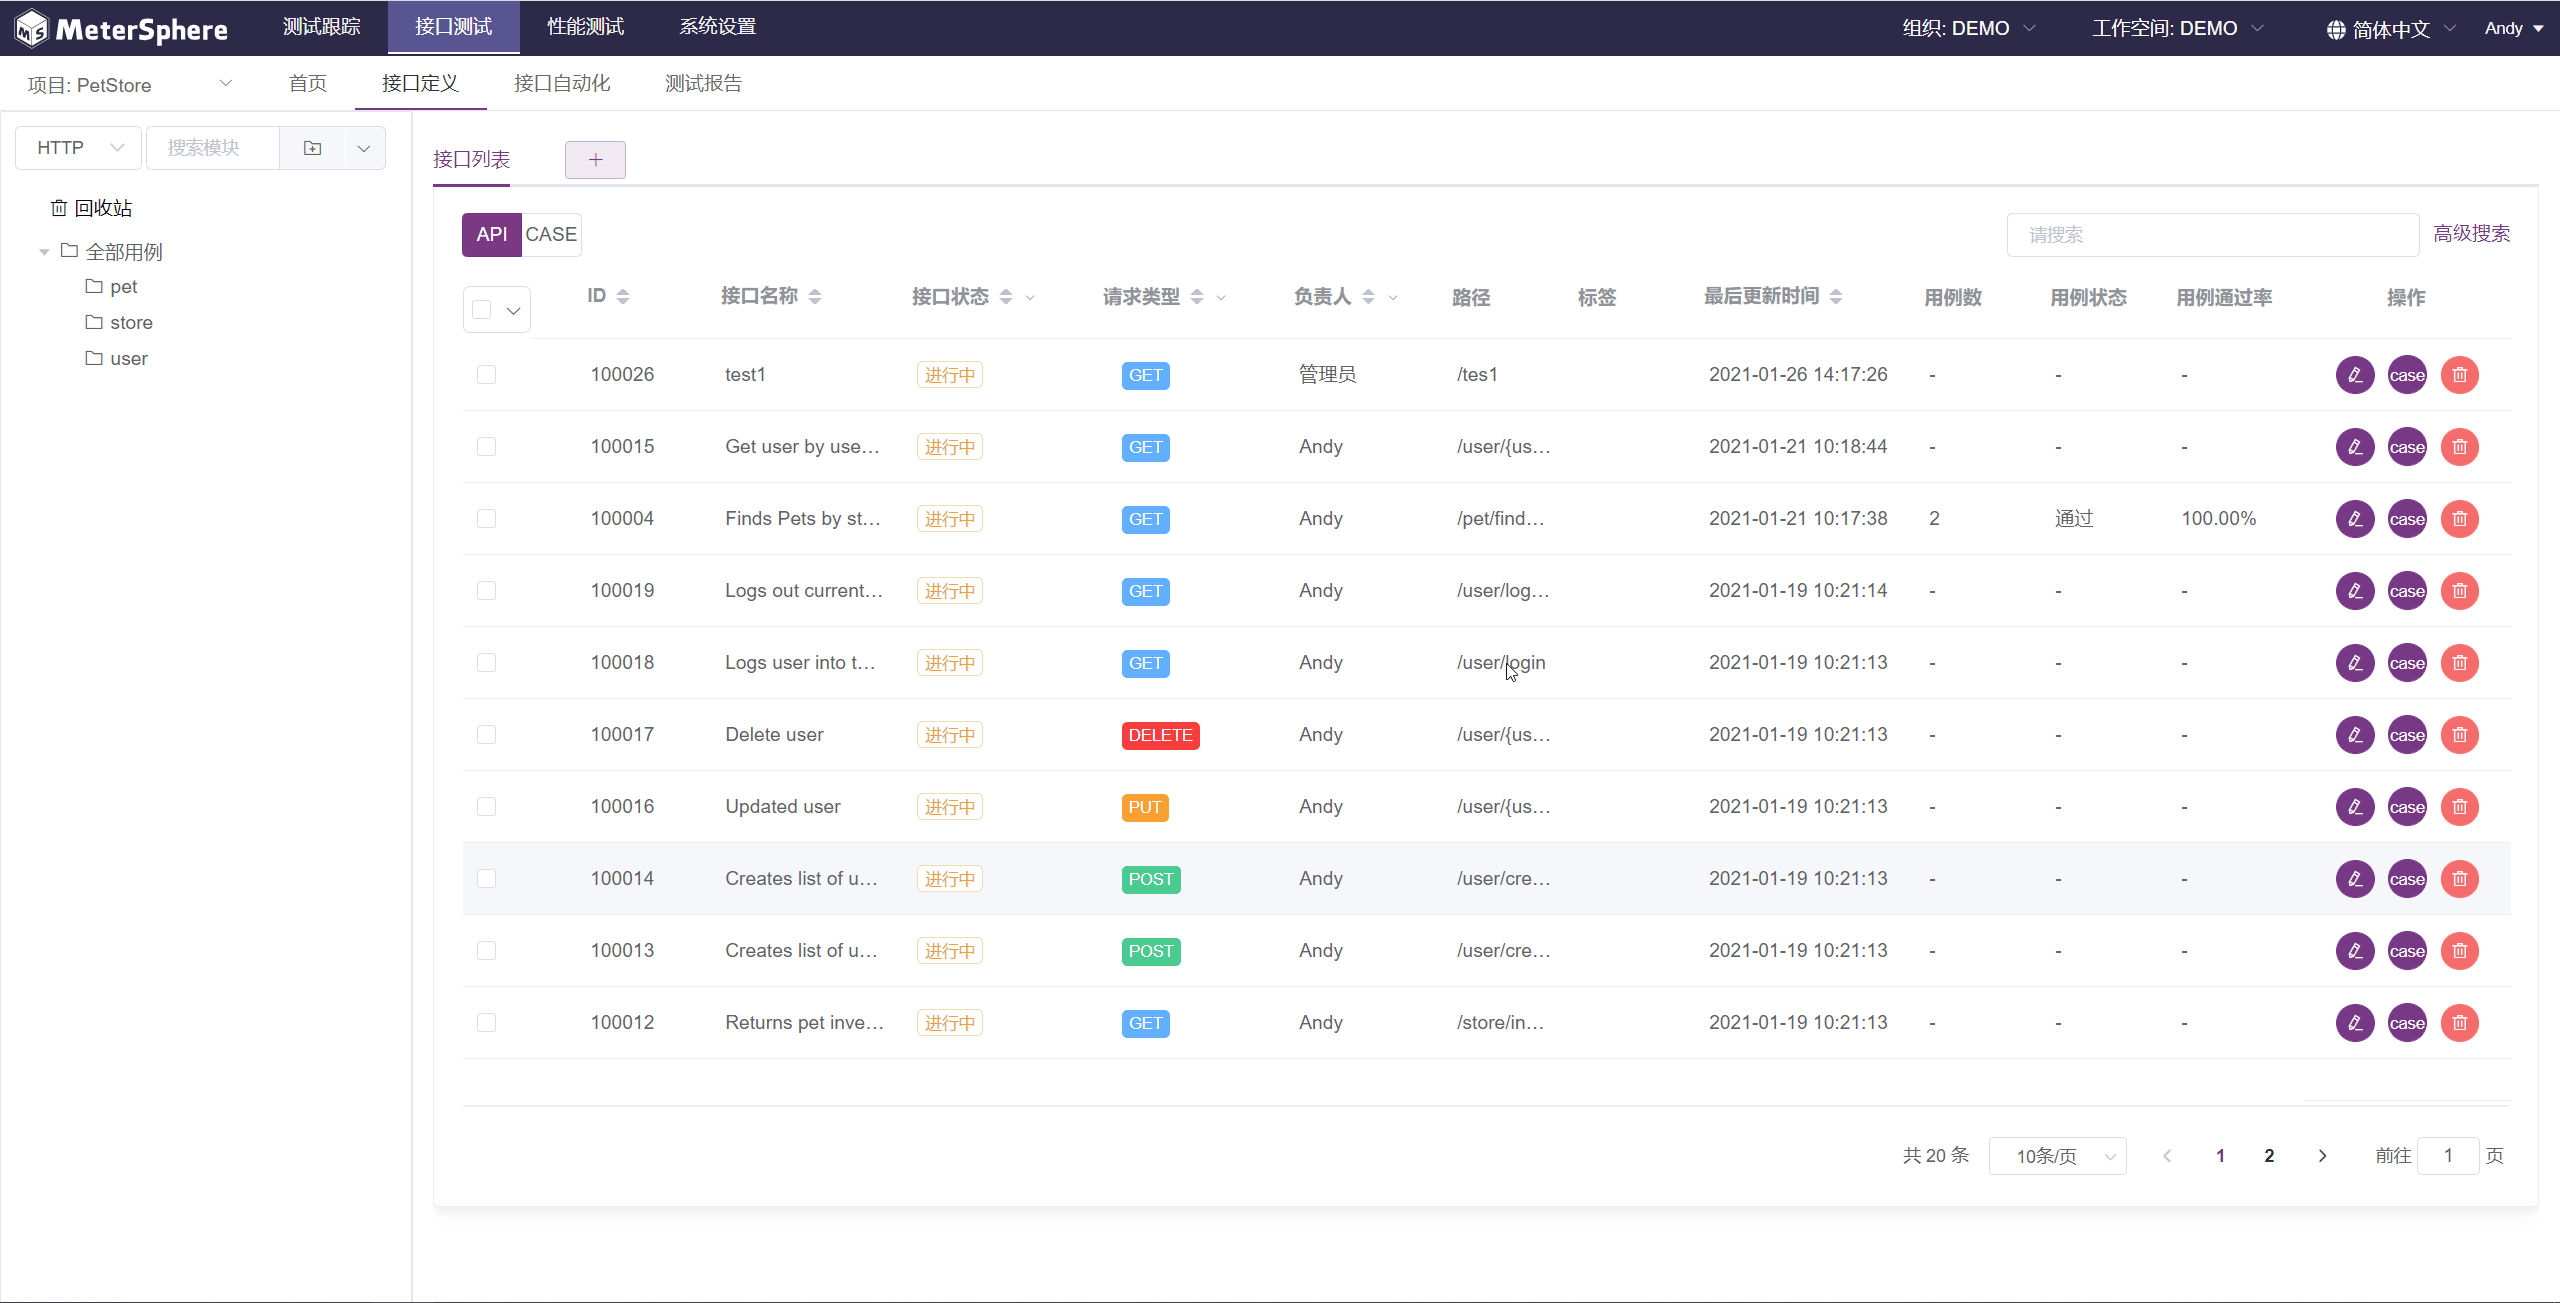 MeterSphere 测试跟踪 接口测试 性能测试 系统设置 组织: DEMO 工作空间: DEMO 简体中文 Andy
项目: PetStore 首页 接口定义 接口自动化 测试报告
HTTP 搜索模块
回收站
全部用例
pet
store
user
接口列表 +
API CASE 请搜索 高级搜索
ID 接口名称 接口状态 请求类型 负责人 路径 标签 最后更新时间 用例数 用例状态 用例通过率 操作
100026 test1 进行中 GET 管理员 /tes1 2021-01-26 14:17:26 - - - case
100015 Get user by use… 进行中 GET Andy /user/{us… 2021-01-21 10:18:44 - - - case
100004 Finds Pets by st… 进行中 GET Andy /pet/find… 2021-01-21 10:17:38 2 通过 100.00% case
100019 Logs out current… 进行中 GET Andy /user/log… 2021-01-19 10:21:14 - - - case
100018 Logs user into t… 进行中 GET Andy /user/login 2021-01-19 10:21:13 - - - case
100017 Delete user 进行中 DELETE Andy /user/{us… 2021-01-19 10:21:13 - - - case
100016 Updated user 进行中 PUT Andy /user/{us… 2021-01-19 10:21:13 - - - case
100014 Creates list of u… 进行中 POST Andy /user/cre… 2021-01-19 10:21:13 - - - case
100013 Creates list of u… 进行中 POST Andy /user/cre… 2021-01-19 10:21:13 - - - case
100012 Returns pet inve… 进行中 GET Andy /store/in… 2021-01-19 10:21:13 - - - case
共 20 条 10条/页 1 2 前往 1 页